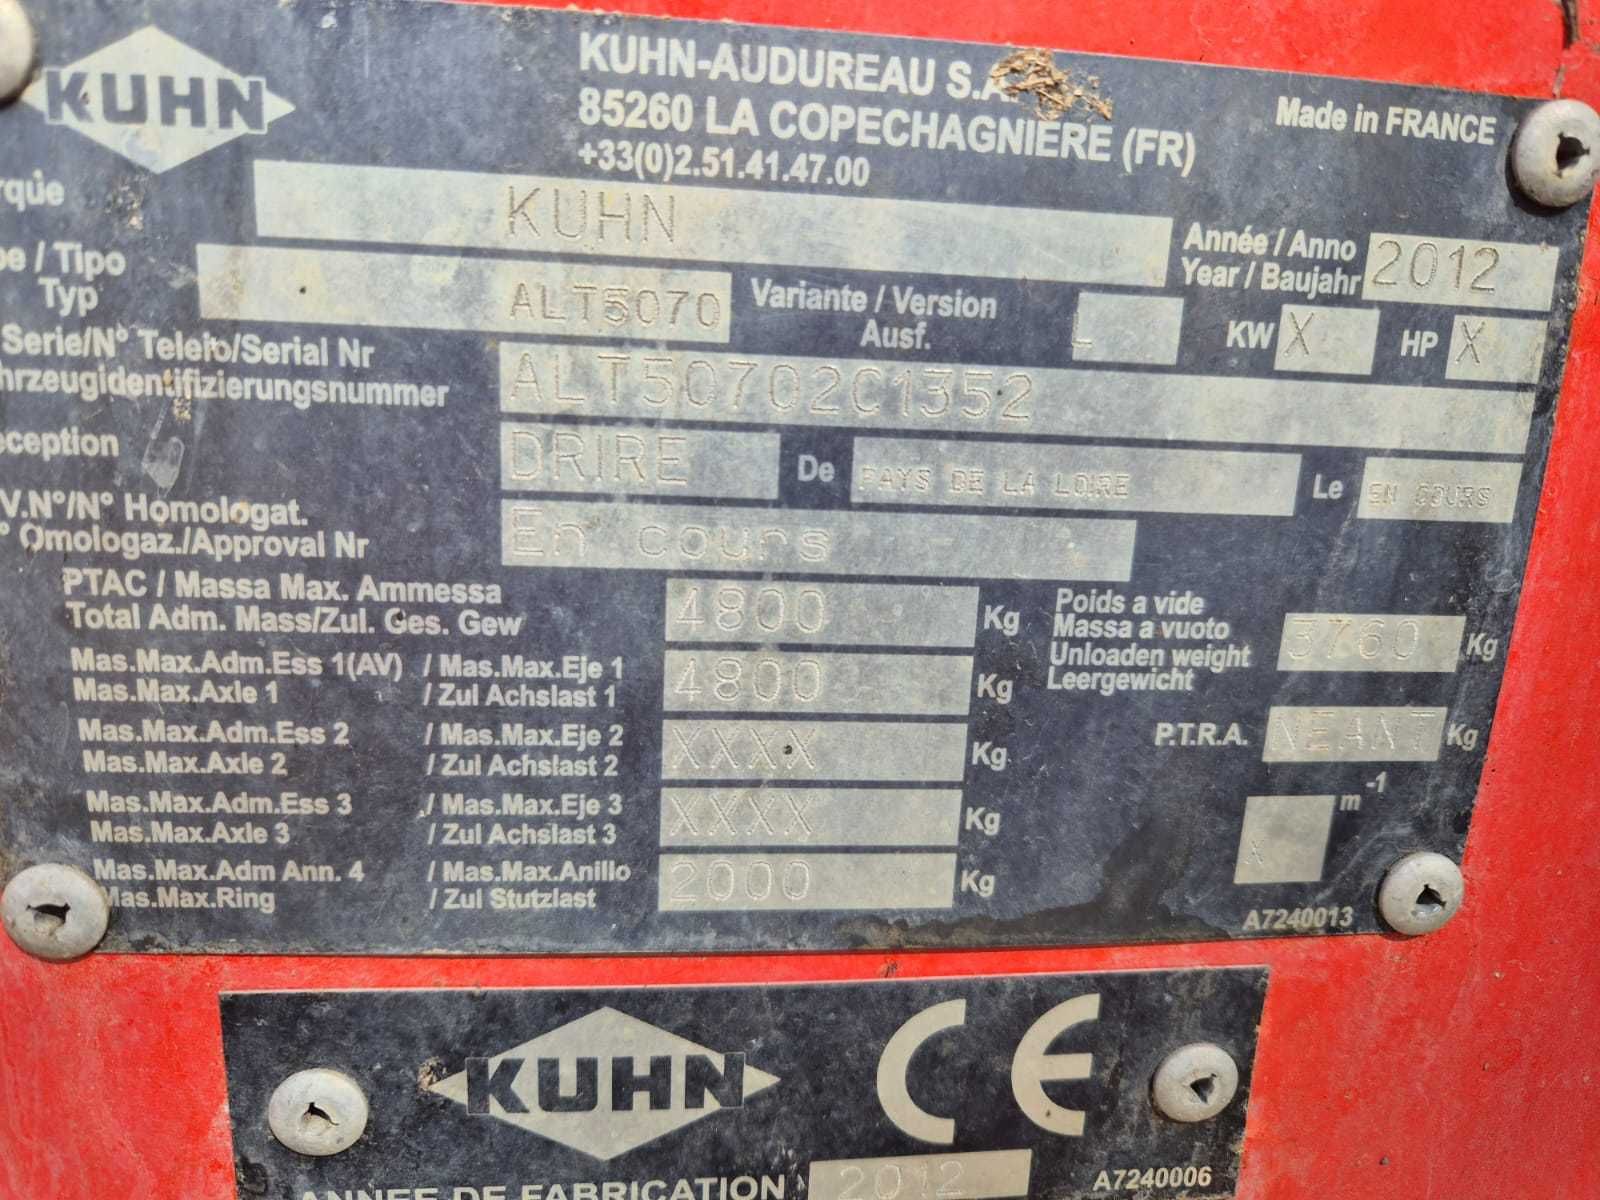 KUHN
KUHN-AUDUREAU S.A.
85260 LA COPECHAGNIERE (FR)
+33(0)2.51.41.47.00
Made in FRANCE
rque KUHN
Année / Anno
Year / Baujahr 2012
pe / Tipo
Typ ALT5070
Variante / Version
Ausf. L
KW X HP X
Serie/N° Teleio/Serial Nr
hrzeugidentifizierungsnummer ALT50702C1352
eception DRIRE De PAYS DE LA LOIRE Le EN COURS
V.N°/N° Homologat.
° Omologaz./Approval Nr En cours
PTAC / Massa Max. Ammessa
Total Adm. Mass/Zul. Ges. Gew 4800 Kg
Poids a vide
Massa a vuoto
Unloaden weight
Leergewicht 3760 Kg
Mas.Max.Adm.Ess 1(AV) / Mas.Max.Eje 1
Mas.Max.Axle 1 / Zul Achslast 1 4800 Kg
Mas.Max.Adm.Ess 2 / Mas.Max.Eje 2
Mas.Max.Axle 2 / Zul Achslast 2 XXXX Kg
P.T.R.A. NEANT Kg
Mas.Max.Adm.Ess 3 / Mas.Max.Eje 3
Mas.Max.Axle 3 / Zul Achslast 3 XXXX Kg
X m-1
Mas.Max.Adm Ann. 4 / Mas.Max.Anillo
Mas.Max.Ring / Zul Stutzlast 2000 Kg
A7240013
KUHN CE
ANNEE DE FABRICATION 2012
A7240006